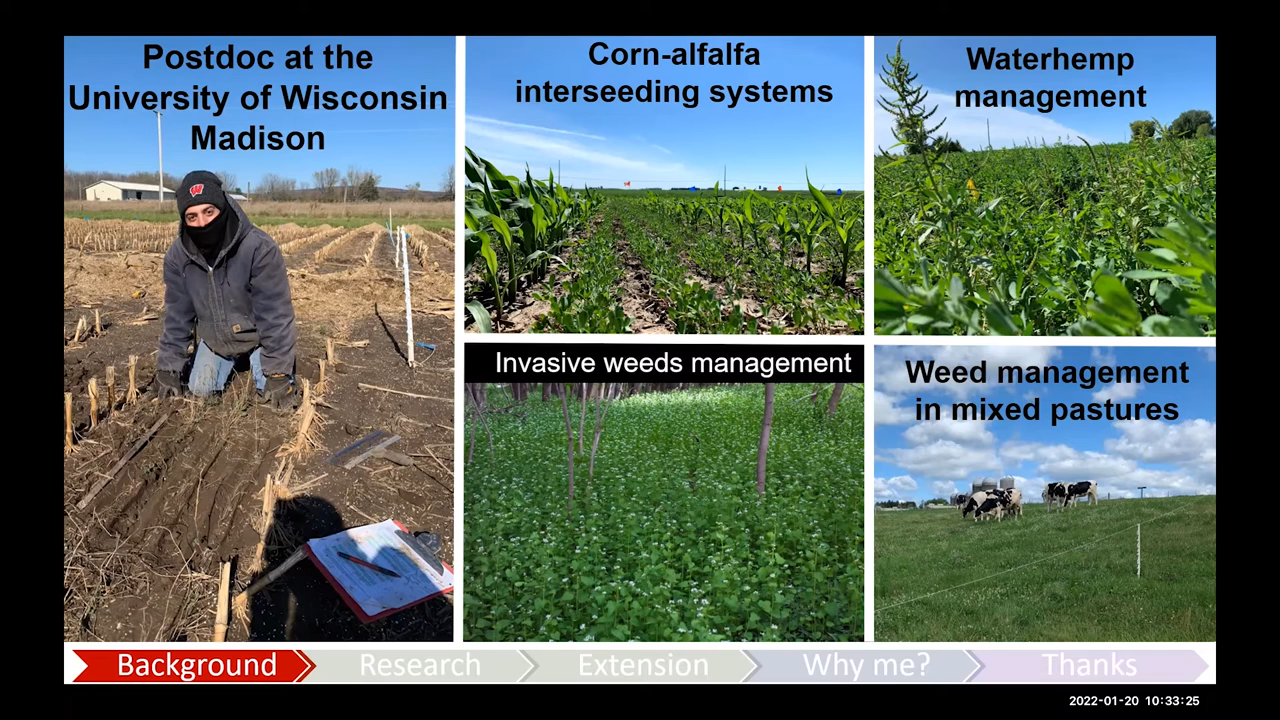 Postdoc at the
University of Wisconsin
Madison
W
Corn-alfalfa
interseeding systems
Waterhemp
management
Invasive weeds management
Weed management
in mixed pastures
Background
Research
Extension
Why me?
Thanks
2022-01-20 10:33:25